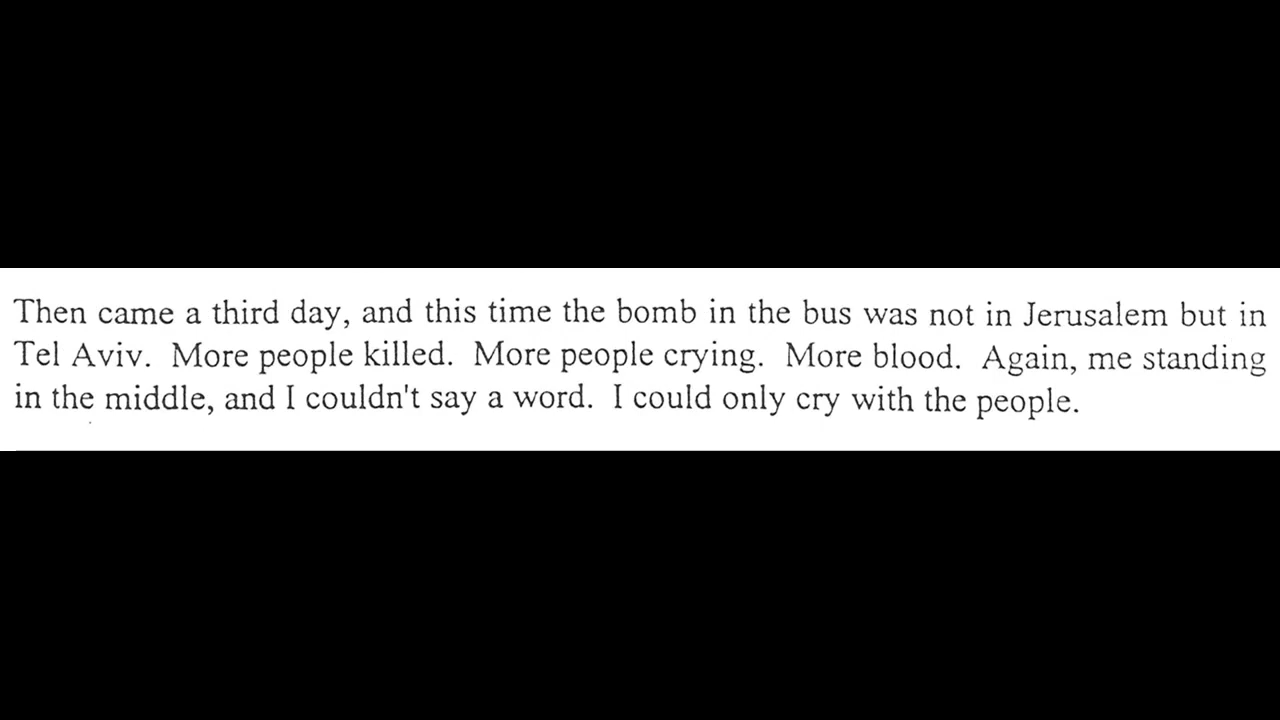 Then came a third day, and this time the bomb in the bus was not in Jerusalem but in
Tel Aviv.  More people killed.  More people crying.  More blood.  Again, me standing
in the middle, and I couldn't say a word.  I could only cry with the people.